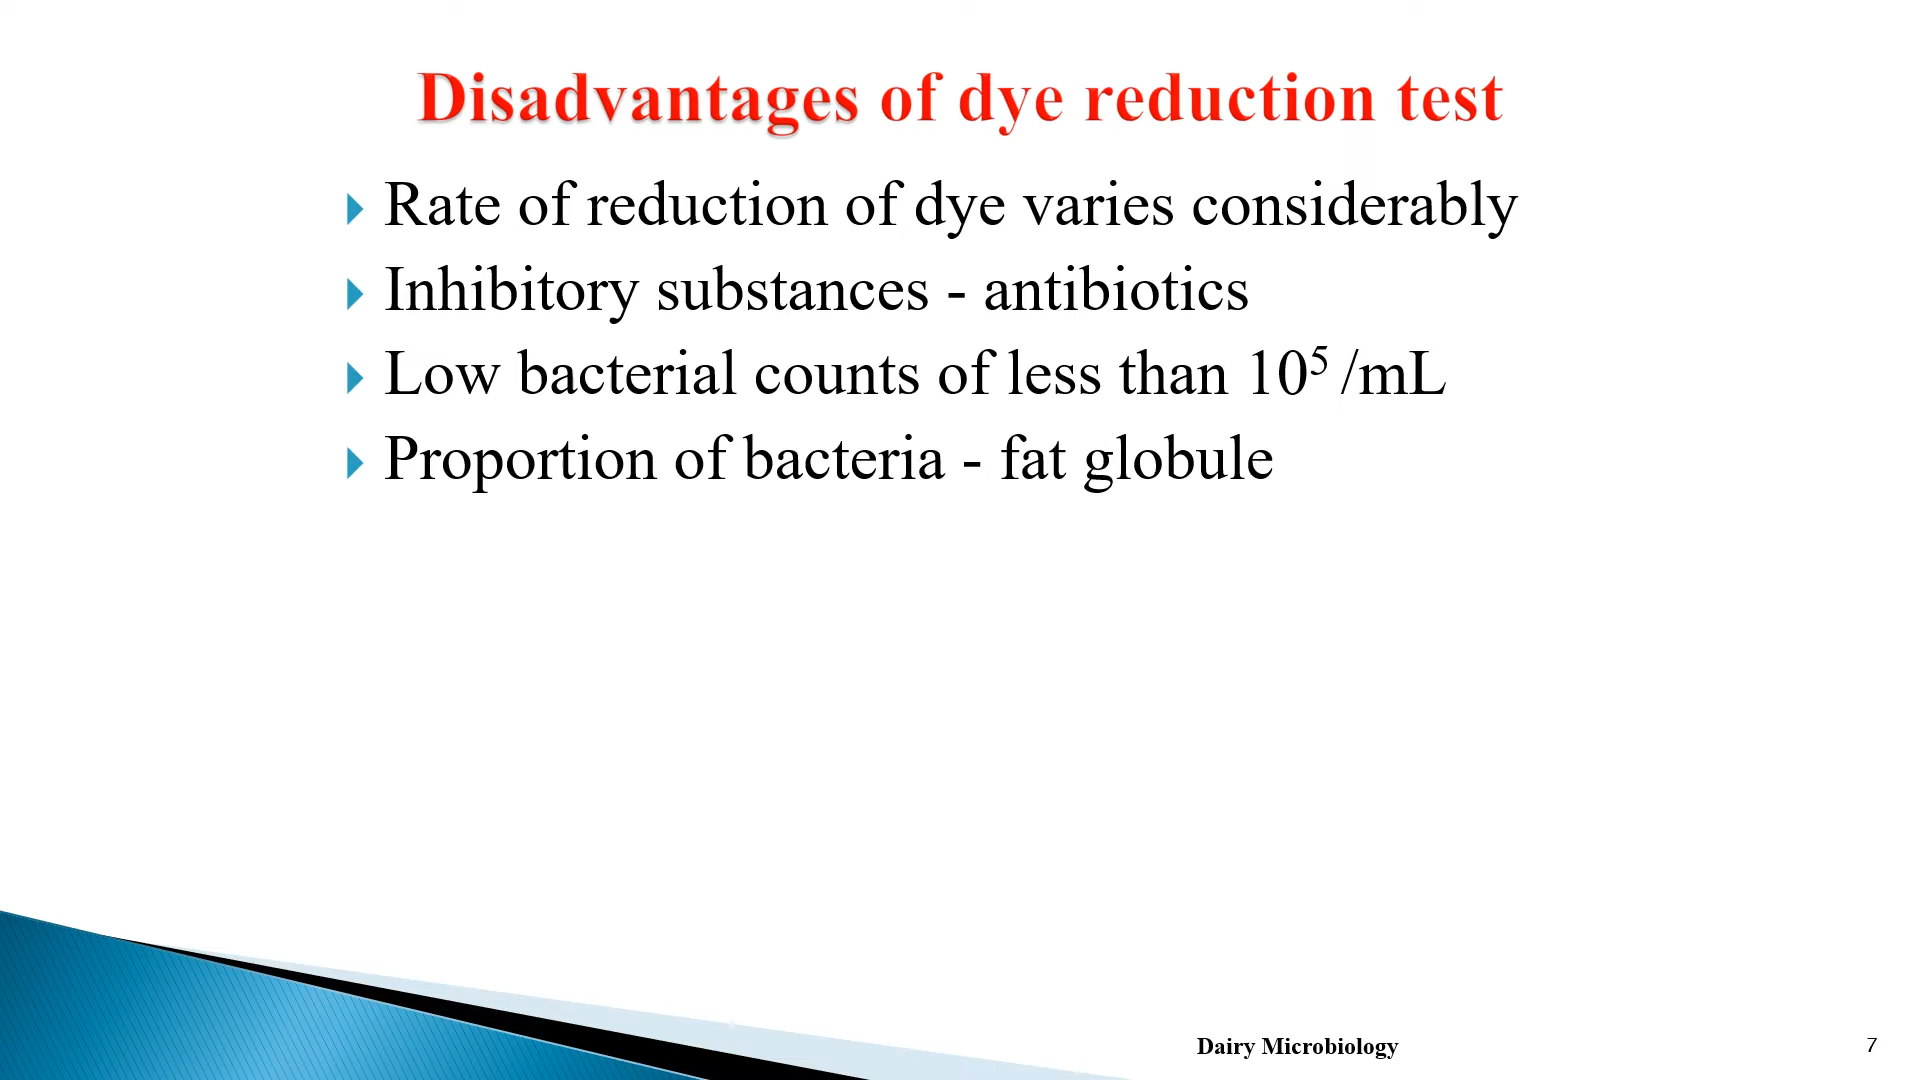 Disadvantages of dye reduction test
Rate of reduction of dye varies considerably
Inhibitory substances - antibiotics
Low bacterial counts of less than 10⁵ /mL
Proportion of bacteria - fat globule
Dairy Microbiology
7